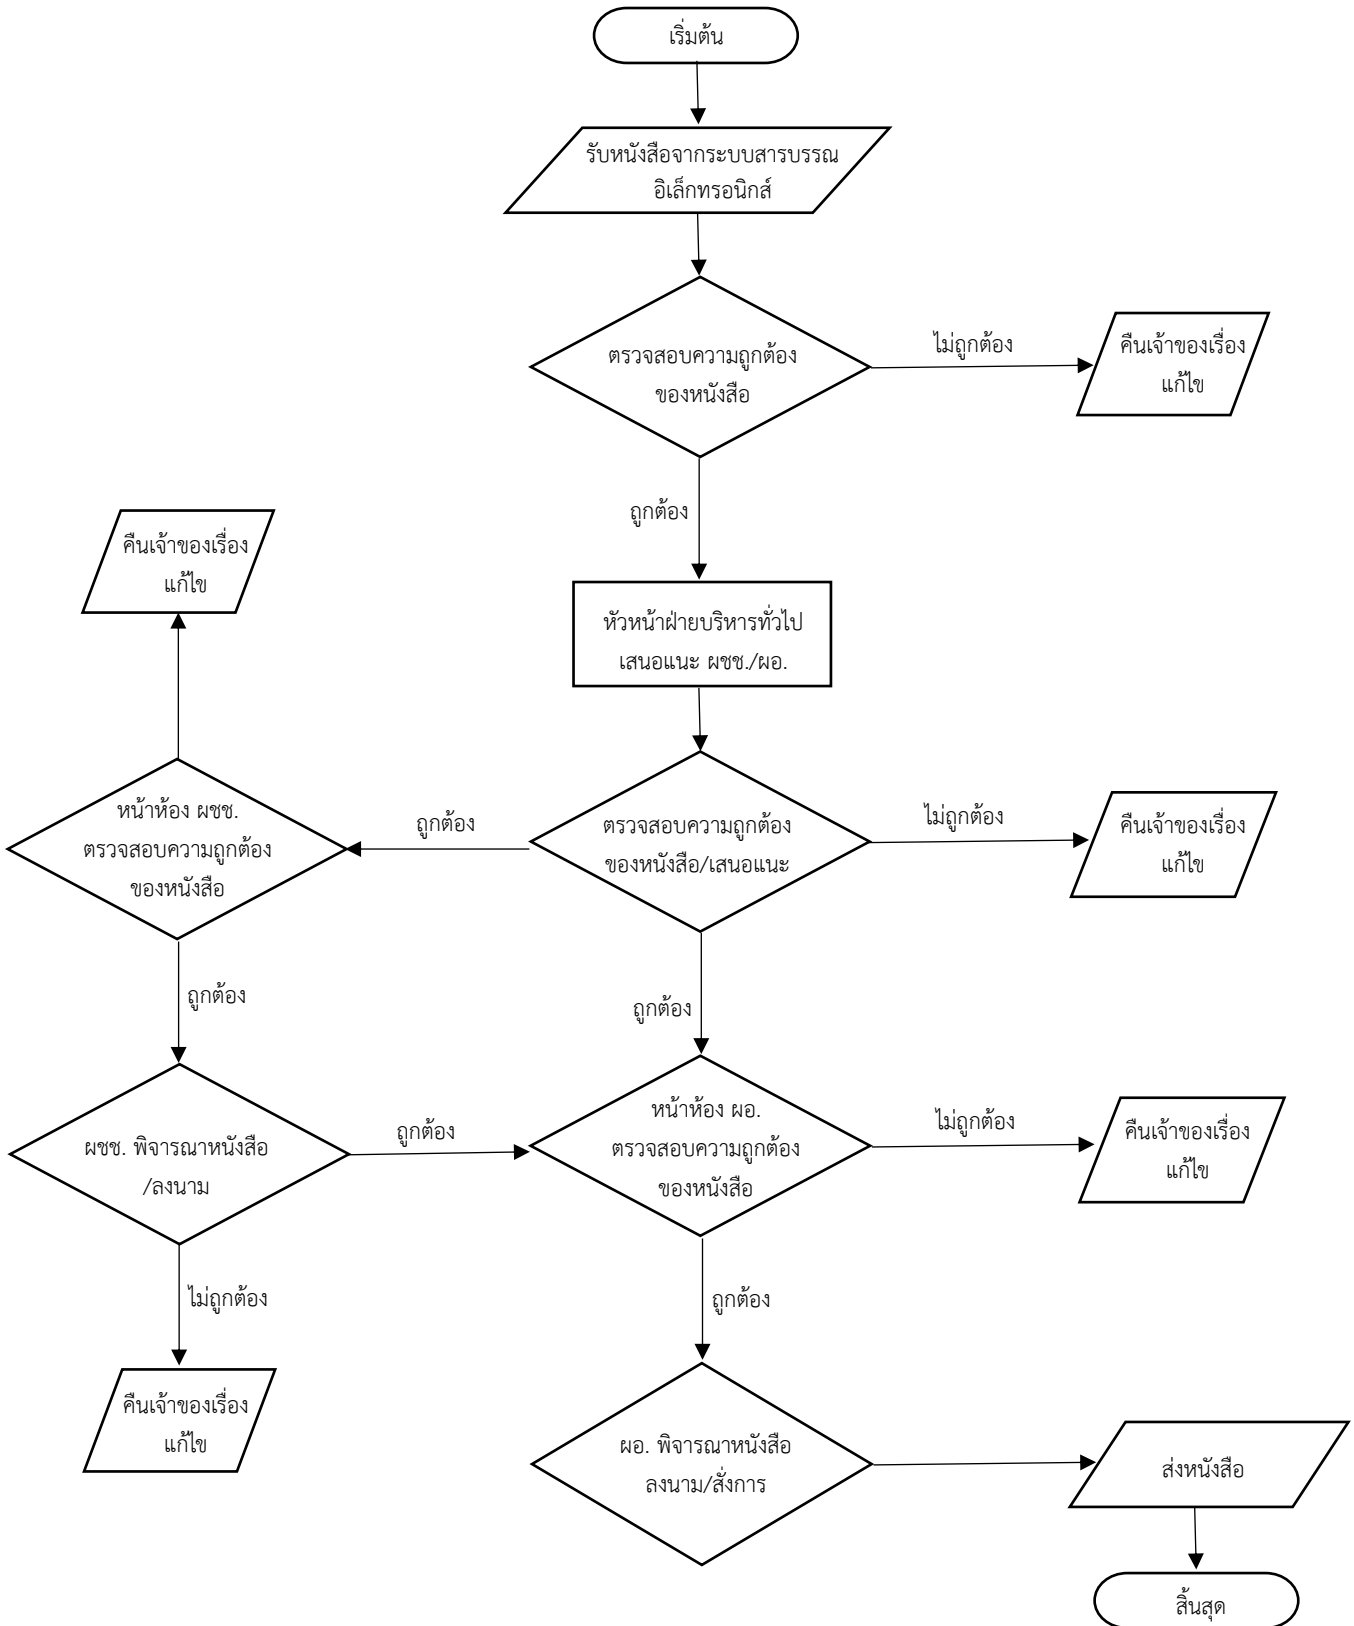 เริ่มต้น
รับหนังสือจากระบบสารบรรณ
อิเล็กทรอนิกส์
ตรวจสอบความถูกต้อง
ของหนังสือ
ไม่ถูกต้อง
คืนเจ้าของเรื่อง
แก้ไข
ถูกต้อง
คืนเจ้าของเรื่อง
แก้ไข
หัวหน้าฝ่ายบริหารทั่วไป
เสนอแนะ ผชช./ผอ.
หน้าห้อง ผชช.
ตรวจสอบความถูกต้อง
ของหนังสือ
ถูกต้อง
ตรวจสอบความถูกต้อง
ของหนังสือ/เสนอแนะ
ไม่ถูกต้อง
คืนเจ้าของเรื่อง
แก้ไข
ถูกต้อง
ถูกต้อง
ผชช. พิจารณาหนังสือ
/ลงนาม
ถูกต้อง
หน้าห้อง ผอ.
ตรวจสอบความถูกต้อง
ของหนังสือ
ไม่ถูกต้อง
คืนเจ้าของเรื่อง
แก้ไข
ไม่ถูกต้อง
ถูกต้อง
คืนเจ้าของเรื่อง
แก้ไข
ผอ. พิจารณาหนังสือ
ลงนาม/สั่งการ
ส่งหนังสือ
สิ้นสุด